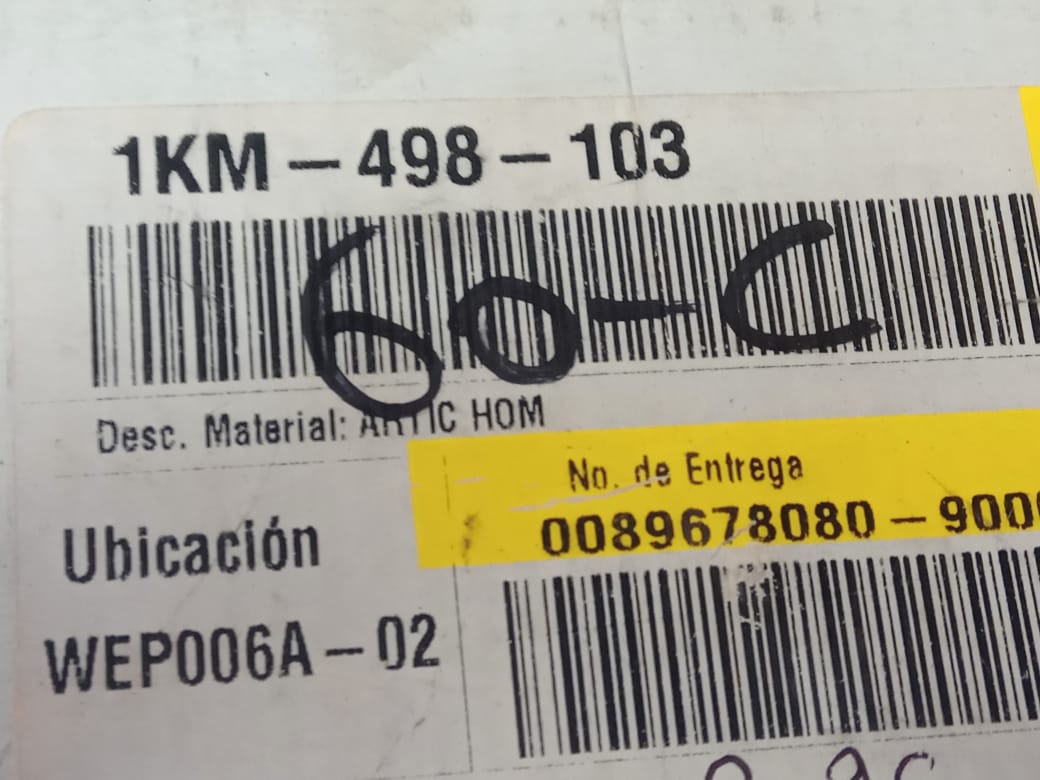 1KM-498-103
60-C
Desc. Material: ARTIC HOM
No. de Entrega
0089678080-900
Ubicación
WEP006A-02